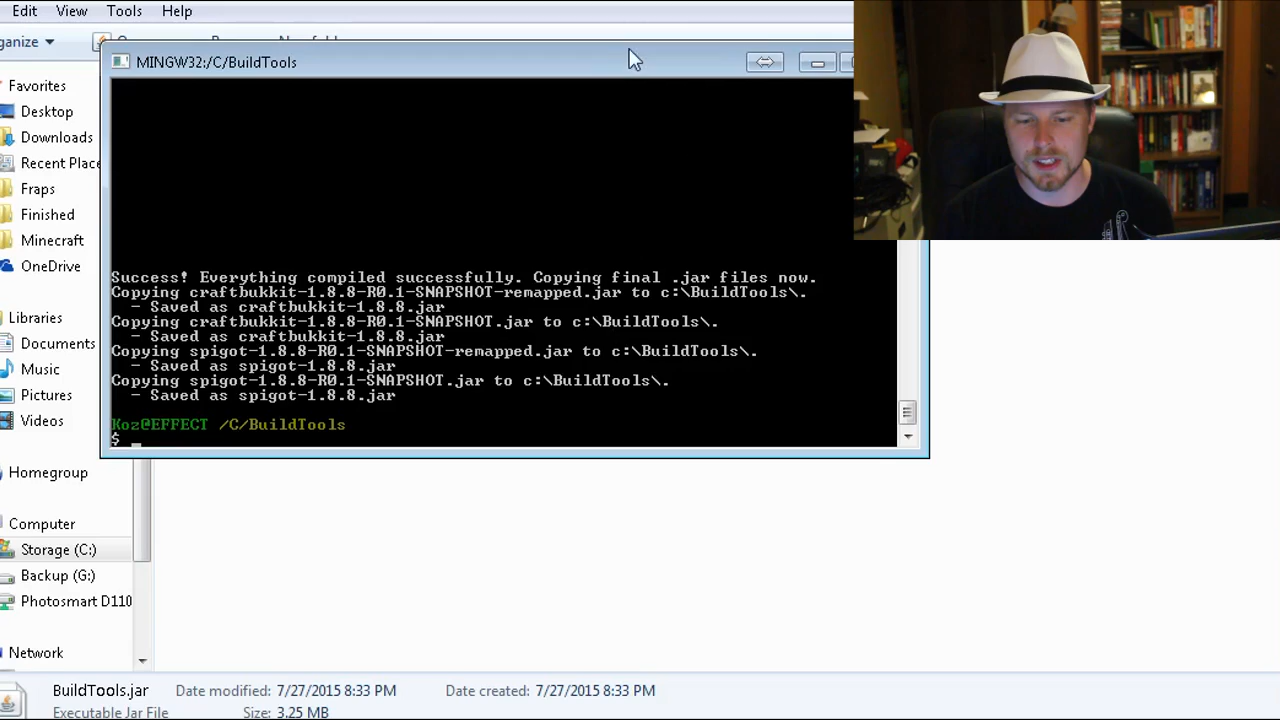 Edit View Tools Help
ganize
MINGW32:/C/BuildTools
Favorites
Desktop
Downloads
Recent Place
Fraps
Finished
Minecraft
OneDrive
Libraries
Documents
Music
Pictures
Videos
Homegroup
Computer
Storage (C:)
Backup (G:)
Photosmart D110
Network
Success! Everything compiled successfully. Copying final .jar files now.
Copying craftbukkit-1.8.8-R0.1-SNAPSHOT-remapped.jar to c:\BuildTools\.
- Saved as craftbukkit-1.8.8.jar
Copying craftbukkit-1.8.8-R0.1-SNAPSHOT.jar to c:\BuildTools\.
- Saved as craftbukkit-1.8.8.jar
Copying spigot-1.8.8-R0.1-SNAPSHOT-remapped.jar to c:\BuildTools\.
- Saved as spigot-1.8.8.jar
Copying spigot-1.8.8-R0.1-SNAPSHOT.jar to c:\BuildTools\.
- Saved as spigot-1.8.8.jar
Koz@EFFECT /C/BuildTools
$
BuildTools.jar Date modified: 7/27/2015 8:33 PM Date created: 7/27/2015 8:33 PM
Executable Jar File Size: 3.25 MB